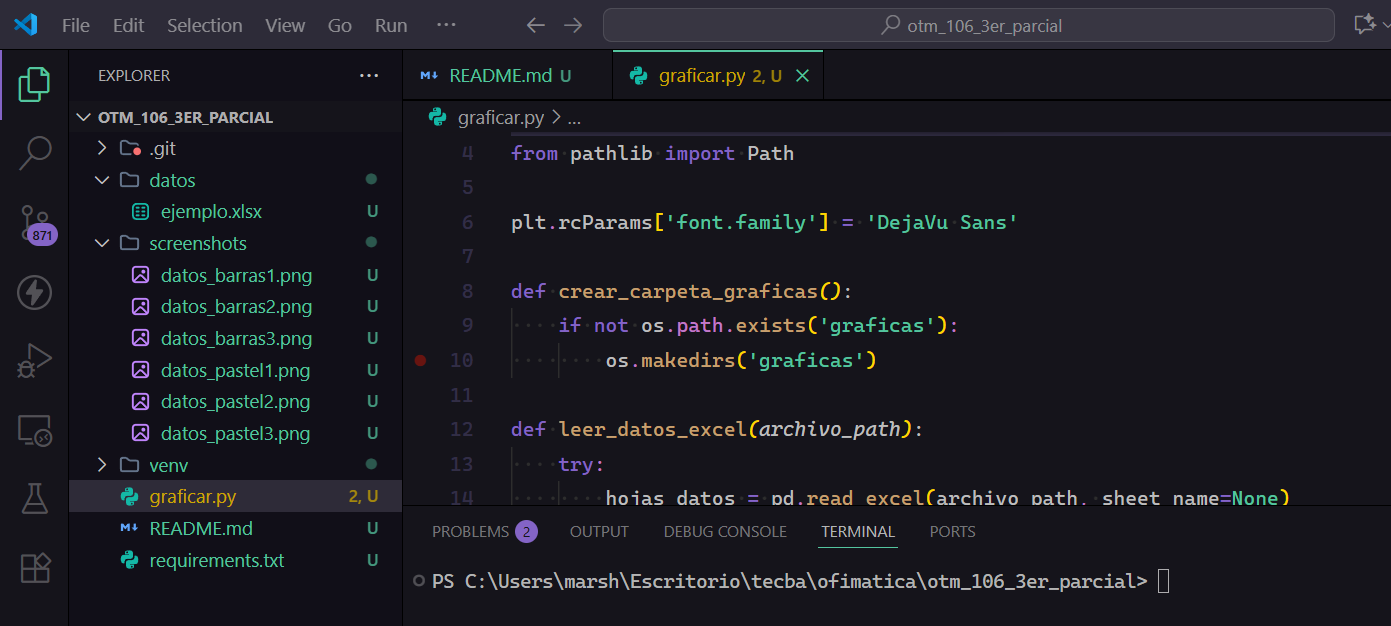 File Edit Selection View Go Run ··· ← → otm_106_3er_parcial
EXPLORER ···
README.md U
graficar.py 2, U
OTM_106_3ER_PARCIAL
.git
datos
ejemplo.xlsx U
screenshots
datos_barras1.png U
datos_barras2.png U
datos_barras3.png U
datos_pastel1.png U
datos_pastel2.png U
datos_pastel3.png U
venv
graficar.py 2, U
README.md U
requirements.txt U
871
graficar.py > ...
4 from pathlib import Path
5
6 plt.rcParams['font.family'] = 'DejaVu Sans'
7
8 def crear_carpeta_graficas():
9 if not os.path.exists('graficas'):
10 os.makedirs('graficas')
11
12 def leer_datos_excel(archivo_path):
13 try:
14 hojas_datos = pd.read_excel(archivo_path, sheet_name=None)
PROBLEMS 2 OUTPUT DEBUG CONSOLE TERMINAL PORTS
PS C:\Users\marsh\Escritorio\tecba\ofimatica\otm_106_3er_parcial>